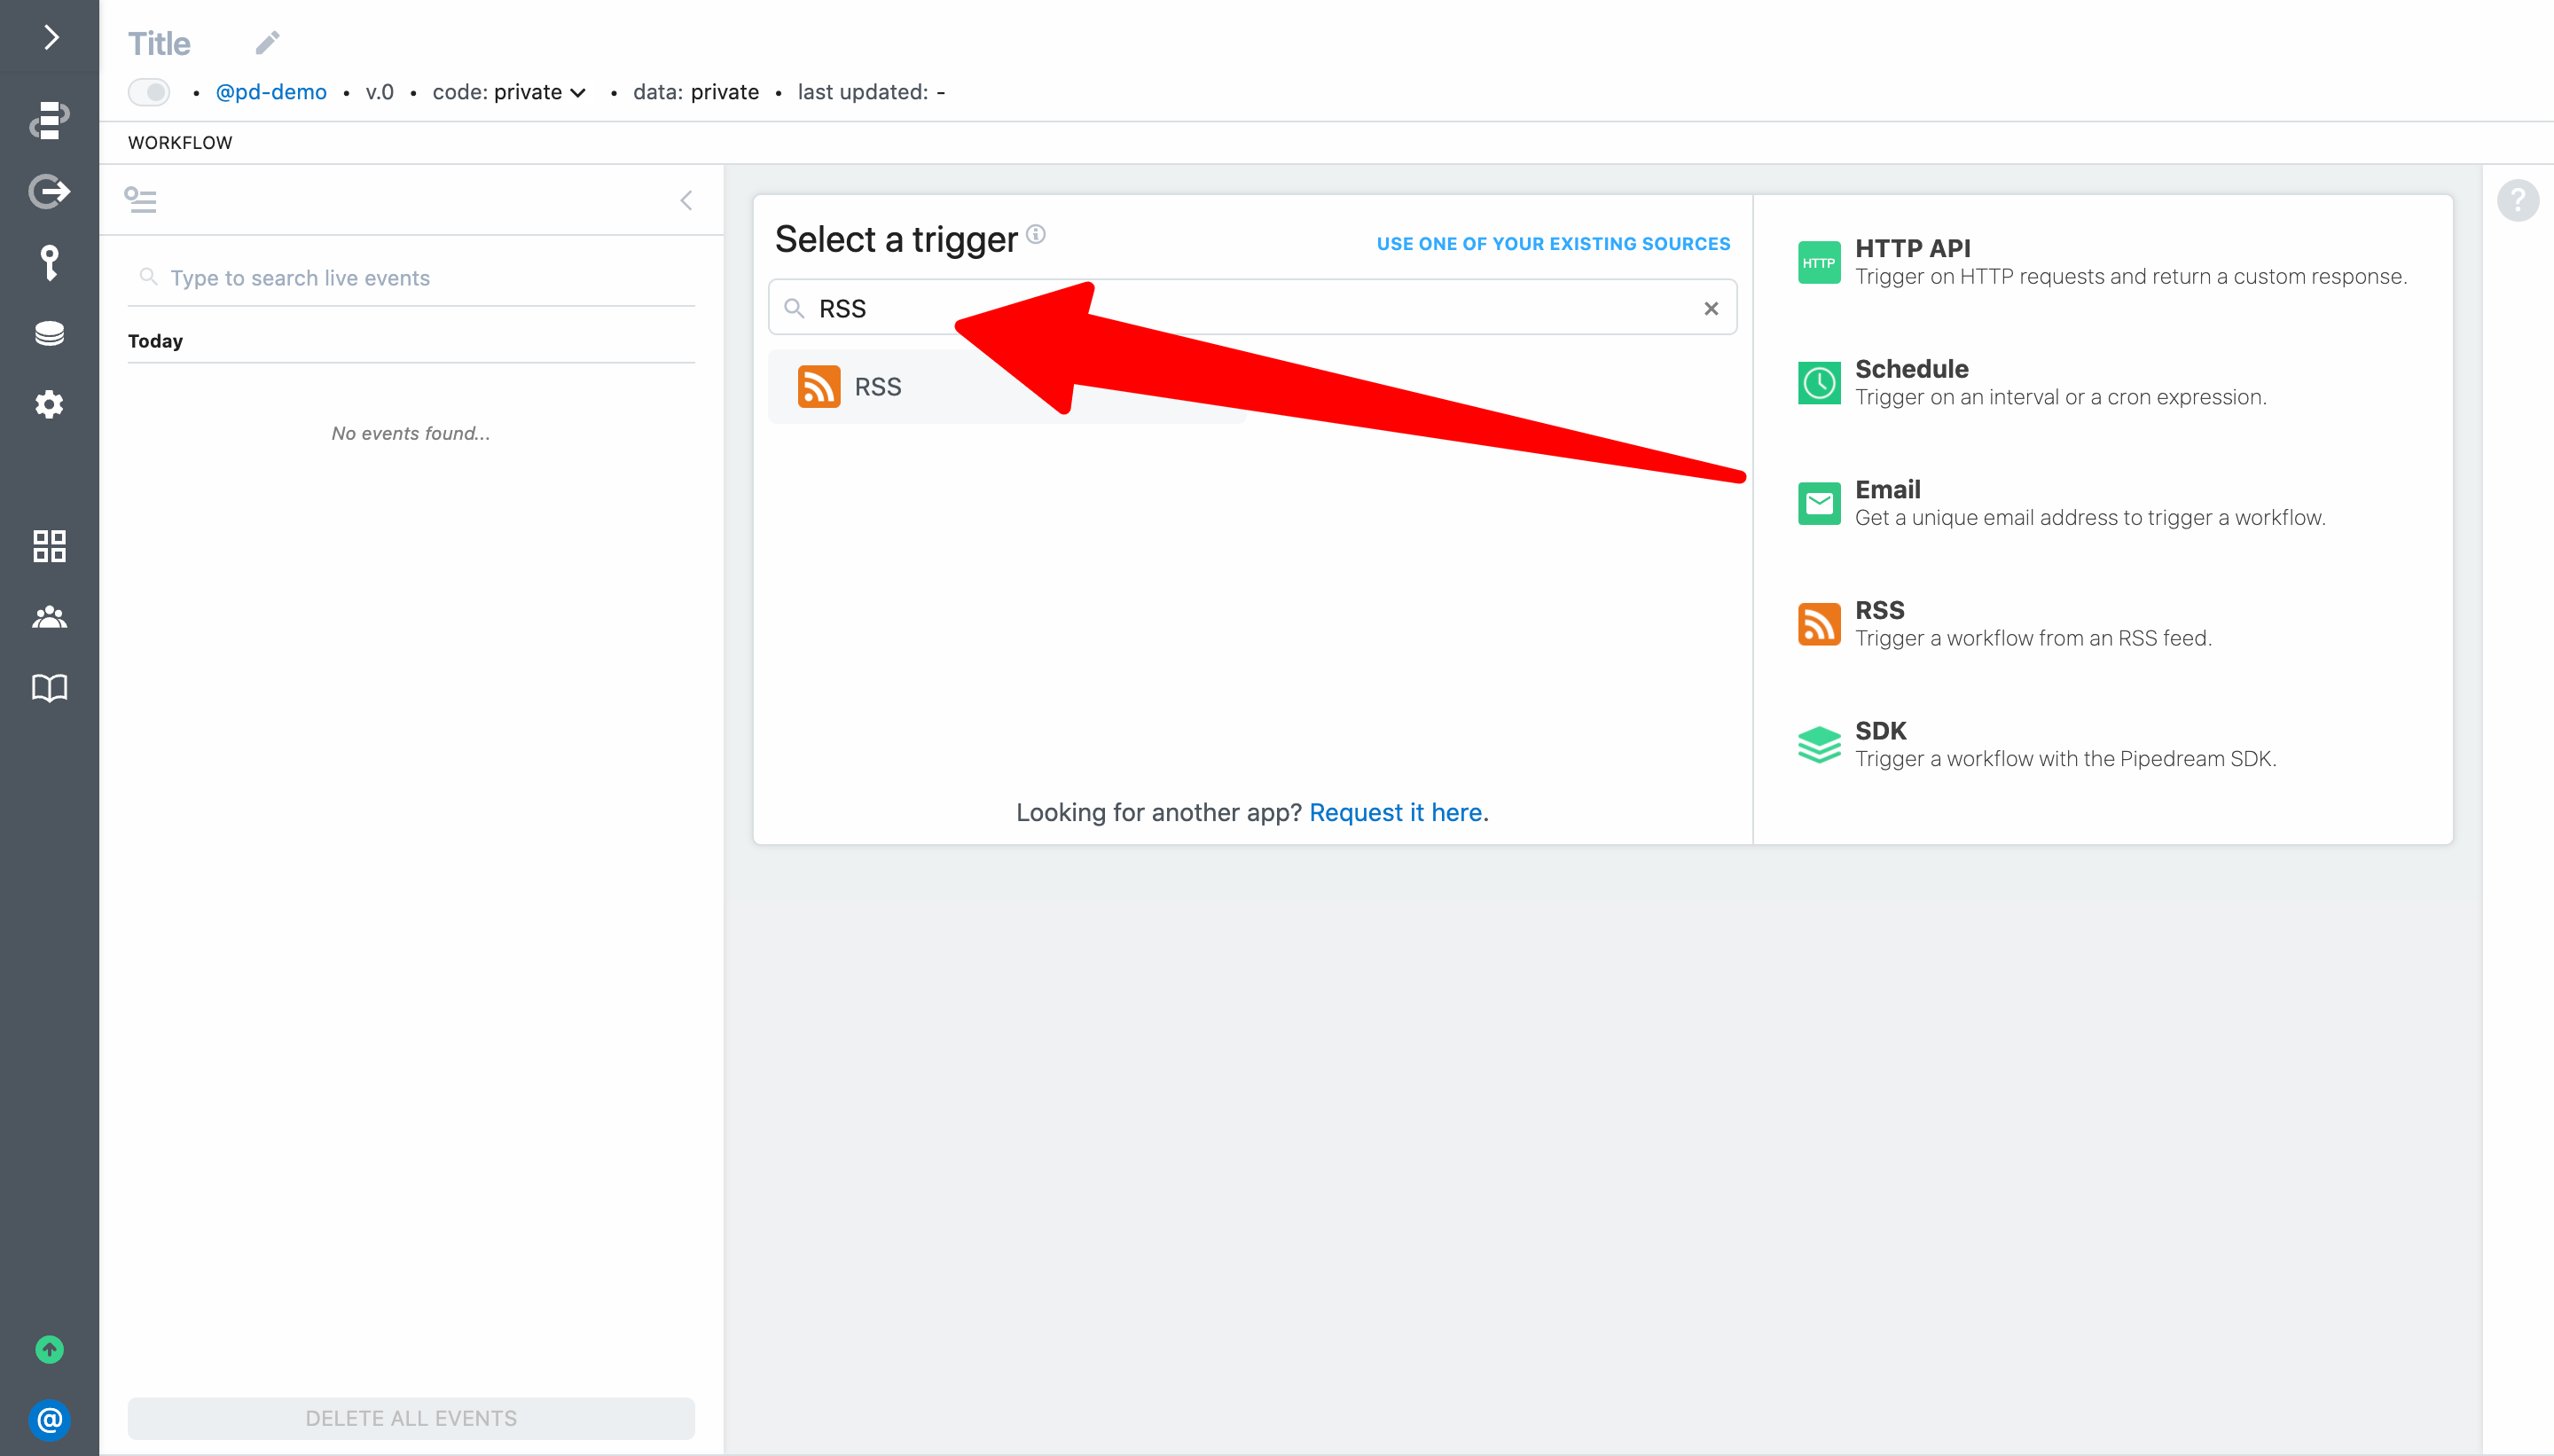 Title
• @pd-demo • v.0 • code: private • data: private • last updated: -
WORKFLOW
Type to search live events
Today
No events found...
DELETE ALL EVENTS
@
Select a trigger
USE ONE OF YOUR EXISTING SOURCES
RSS
RSS
Looking for another app? Request it here.
HTTP
HTTP API
Trigger on HTTP requests and return a custom response.
Schedule
Trigger on an interval or a cron expression.
Email
Get a unique email address to trigger a workflow.
RSS
Trigger a workflow from an RSS feed.
SDK
Trigger a workflow with the Pipedream SDK.
?